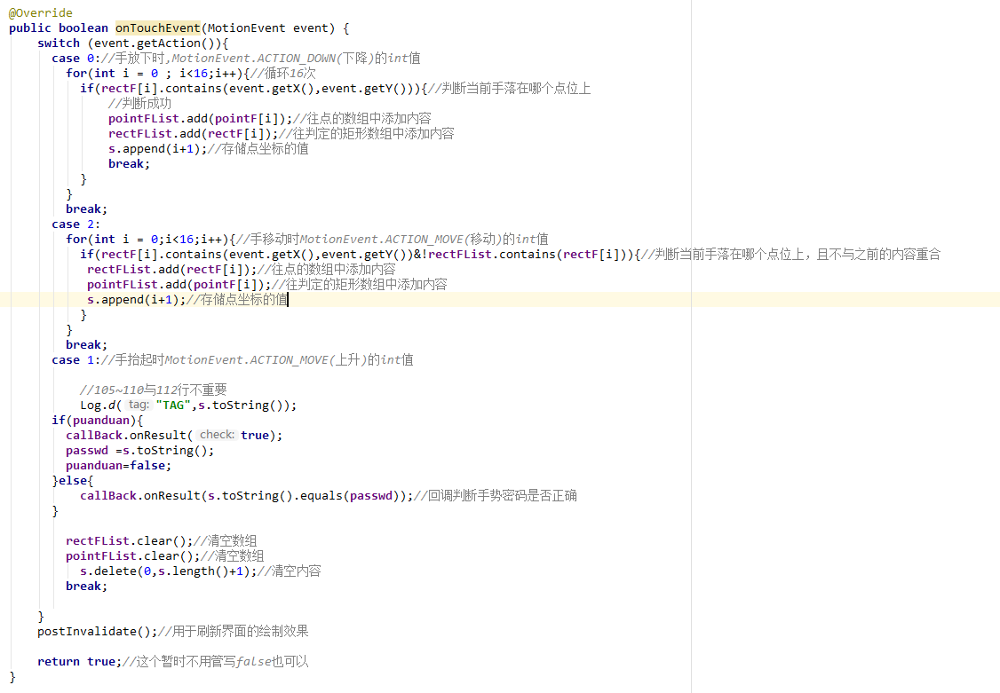 @Override
public boolean onTouchEvent(MotionEvent event) {
switch (event.getAction()){
case 0://手放下时,MotionEvent.ACTION_DOWN(下降)的int值
for(int i = 0 ; i<16;i++){//循环16次
if(rectF[i].contains(event.getX(),event.getY())){//判断当前手落在哪个点位上
//判断成功
pointFList.add(pointF[i]);//往点的数组中添加内容
rectFList.add(rectF[i]);//往判定的矩形数组中添加内容
s.append(i+1);//存储点坐标的值
break;
}
}
break;
case 2:
for(int i = 0;i<16;i++){//手移动时MotionEvent.ACTION_MOVE(移动)的int值
if(rectF[i].contains(event.getX(),event.getY())&!rectFList.contains(rectF[i])){//判断当前手落在哪个点位上，且不与之前的内容重合
rectFList.add(rectF[i]);//往点的数组中添加内容
pointFList.add(pointF[i]);//往判定的矩形数组中添加内容
s.append(i+1);//存储点坐标的值
}
}
break;
case 1://手抬起时MotionEvent.ACTION_MOVE(上升)的int值
//105~110与112行不重要
Log.d( tag: "TAG",s.toString());
if(puanduan){
callBack.onResult( check: true);
passwd =s.toString();
puanduan=false;
}else{
callBack.onResult(s.toString().equals(passwd));//回调判断手势密码是否正确
}
rectFList.clear();//清空数组
pointFList.clear();//清空数组
s.delete(0,s.length()+1);//清空内容
break;
}
postInvalidate();//用于刷新界面的绘制效果
return true;//这个暂时不用管写false也可以
}